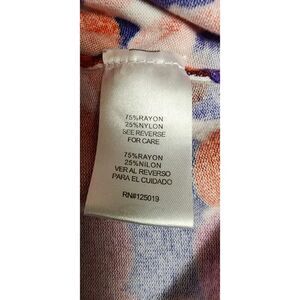 75%RAYON
25%NYLON
SEE REVERSE
FOR CARE
75%RAYON
25%NILON
VER AL REVERSO
PARA EL CUIDADO
RN#125019